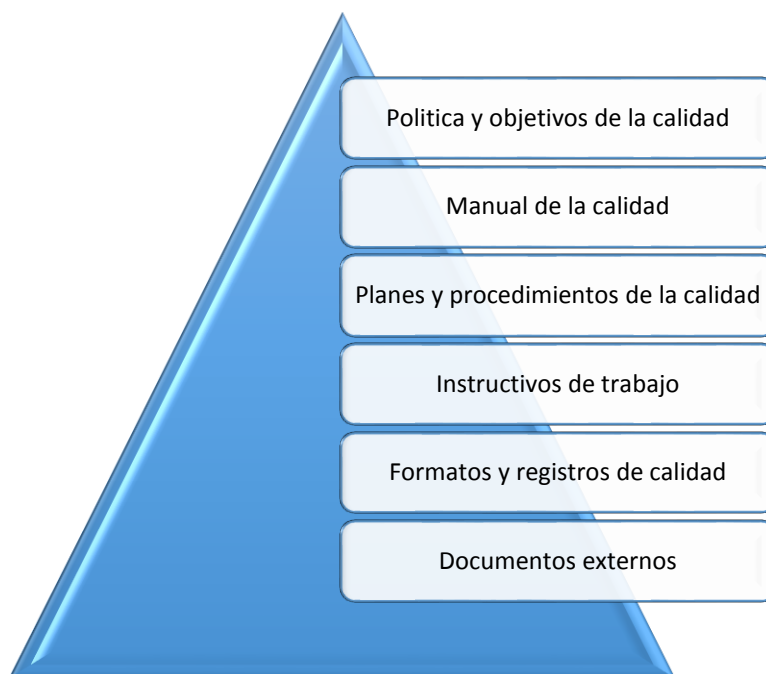 Politica y objetivos de la calidad
Manual de la calidad
Planes y procedimientos de la calidad
Instructivos de trabajo
Formatos y registros de calidad
Documentos externos